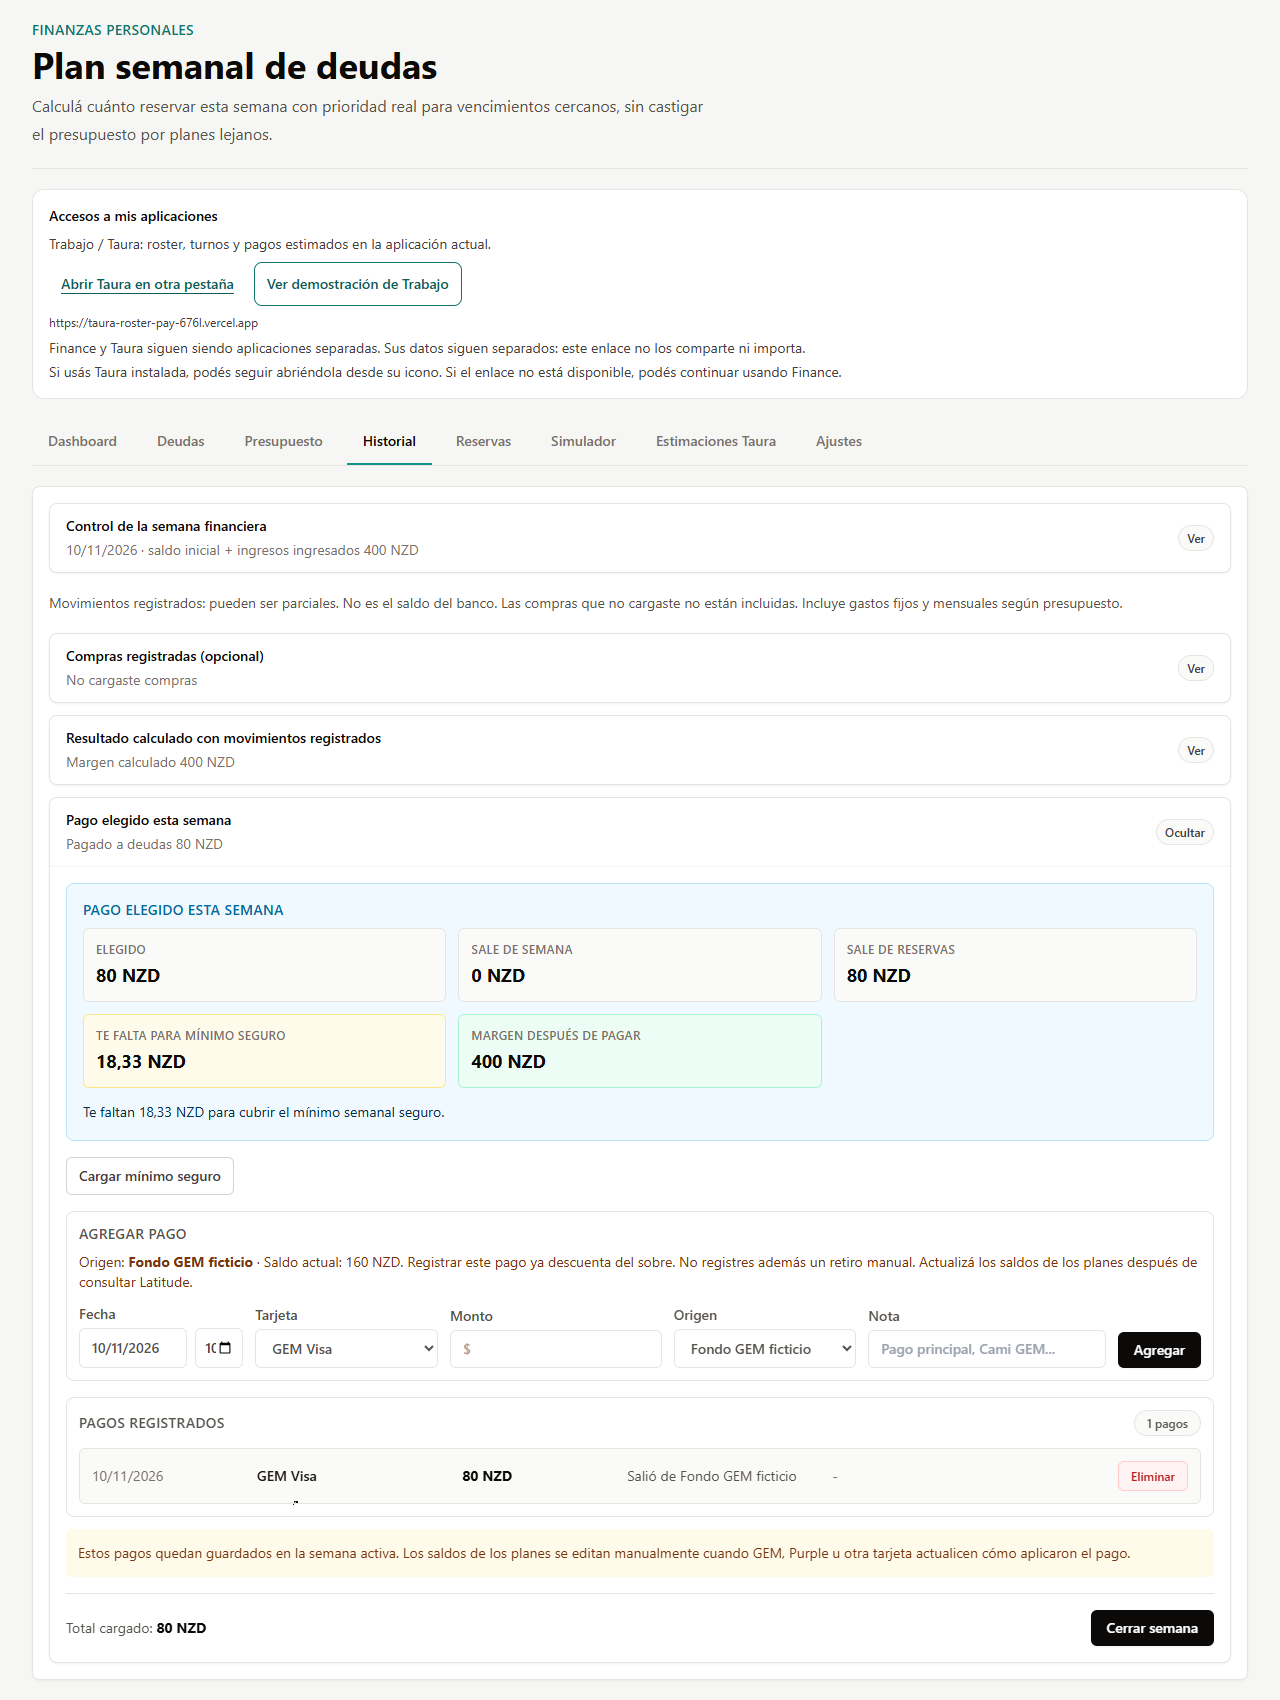 FINANZAS PERSONALES
Plan semanal de deudas
Calculá cuánto reservar esta semana con prioridad real para vencimientos cercanos, sin castigar
el presupuesto por planes lejanos.
Accesos a mis aplicaciones
Trabajo / Taura: roster, turnos y pagos estimados en la aplicación actual.
Abrir Taura en otra pestaña
Ver demostración de Trabajo
https://taura-roster-pay-676l.vercel.app
Finance y Taura siguen siendo aplicaciones separadas. Sus datos siguen separados: este enlace no los comparte ni importa.
Si usás Taura instalada, podés seguir abriéndola desde su icono. Si el enlace no está disponible, podés continuar usando Finance.
Dashboard Deudas Presupuesto Historial Reservas Simulador Estimaciones Taura Ajustes
Control de la semana financiera
10/11/2026 · saldo inicial + ingresos ingresados 400 NZD
Ver
Movimientos registrados: pueden ser parciales. No es el saldo del banco. Las compras que no cargaste no están incluidas. Incluye gastos fijos y mensuales según presupuesto.
Compras registradas (opcional)
No cargaste compras
Ver
Resultado calculado con movimientos registrados
Margen calculado 400 NZD
Ver
Pago elegido esta semana
Pagado a deudas 80 NZD
Ocultar
PAGO ELEGIDO ESTA SEMANA
ELEGIDO
80 NZD
SALE DE SEMANA
0 NZD
SALE DE RESERVAS
80 NZD
TE FALTA PARA MÍNIMO SEGURO
18,33 NZD
MARGEN DESPUÉS DE PAGAR
400 NZD
Te faltan 18,33 NZD para cubrir el mínimo semanal seguro.
Cargar mínimo seguro
AGREGAR PAGO
Origen: Fondo GEM ficticio · Saldo actual: 160 NZD. Registrar este pago ya descuenta del sobre. No registres además un retiro manual. Actualizá los saldos de los planes después de
consultar Latitude.
Fecha Tarjeta Monto Origen Nota
10/11/2026 10 GEM Visa $ Fondo GEM ficticio Pago principal, Cami GEM... Agregar
PAGOS REGISTRADOS
1 pagos
10/11/2026 GEM Visa 80 NZD Salió de Fondo GEM ficticio - Eliminar
Estos pagos quedan guardados en la semana activa. Los saldos de los planes se editan manualmente cuando GEM, Purple u otra tarjeta actualicen cómo aplicaron el pago.
Total cargado: 80 NZD
Cerrar semana